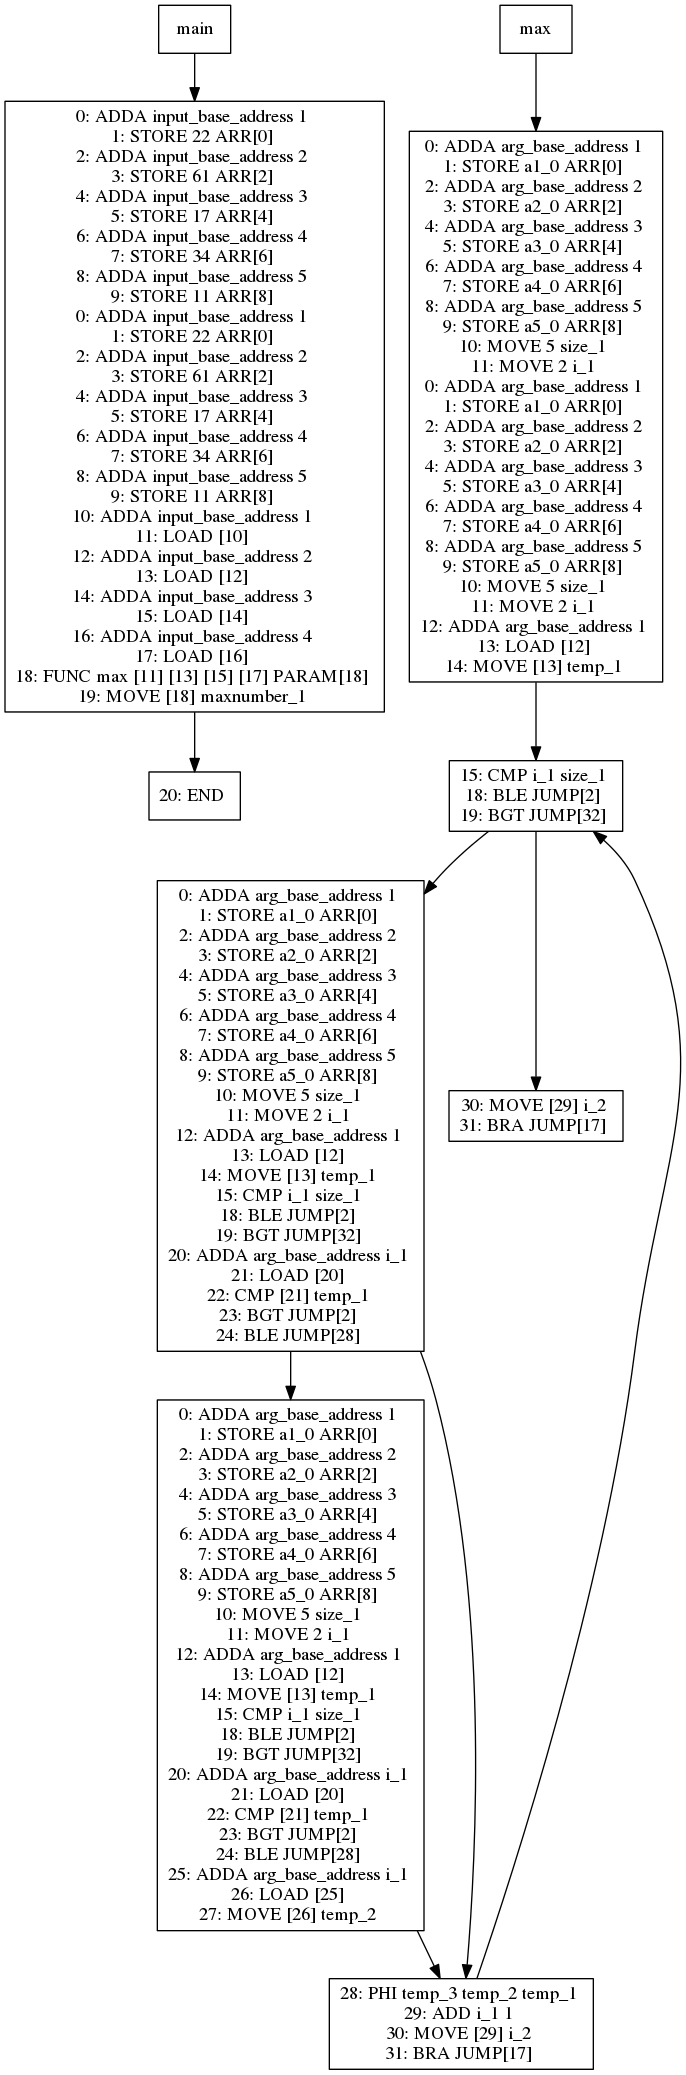 main
0: ADDA input_base_address 1
1: STORE 22 ARR[0]
2: ADDA input_base_address 2
3: STORE 61 ARR[2]
4: ADDA input_base_address 3
5: STORE 17 ARR[4]
6: ADDA input_base_address 4
7: STORE 34 ARR[6]
8: ADDA input_base_address 5
9: STORE 11 ARR[8]
0: ADDA input_base_address 1
1: STORE 22 ARR[0]
2: ADDA input_base_address 2
3: STORE 61 ARR[2]
4: ADDA input_base_address 3
5: STORE 17 ARR[4]
6: ADDA input_base_address 4
7: STORE 34 ARR[6]
8: ADDA input_base_address 5
9: STORE 11 ARR[8]
10: ADDA input_base_address 1
11: LOAD [10]
12: ADDA input_base_address 2
13: LOAD [12]
14: ADDA input_base_address 3
15: LOAD [14]
16: ADDA input_base_address 4
17: LOAD [16]
18: FUNC max [11] [13] [15] [17] PARAM[18]
19: MOVE [18] maxnumber_1
20: END
max
0: ADDA arg_base_address 1
1: STORE a1_0 ARR[0]
2: ADDA arg_base_address 2
3: STORE a2_0 ARR[2]
4: ADDA arg_base_address 3
5: STORE a3_0 ARR[4]
6: ADDA arg_base_address 4
7: STORE a4_0 ARR[6]
8: ADDA arg_base_address 5
9: STORE a5_0 ARR[8]
10: MOVE 5 size_1
11: MOVE 2 i_1
0: ADDA arg_base_address 1
1: STORE a1_0 ARR[0]
2: ADDA arg_base_address 2
3: STORE a2_0 ARR[2]
4: ADDA arg_base_address 3
5: STORE a3_0 ARR[4]
6: ADDA arg_base_address 4
7: STORE a4_0 ARR[6]
8: ADDA arg_base_address 5
9: STORE a5_0 ARR[8]
10: MOVE 5 size_1
11: MOVE 2 i_1
12: ADDA arg_base_address 1
13: LOAD [12]
14: MOVE [13] temp_1
15: CMP i_1 size_1
18: BLE JUMP[2]
19: BGT JUMP[32]
0: ADDA arg_base_address 1
1: STORE a1_0 ARR[0]
2: ADDA arg_base_address 2
3: STORE a2_0 ARR[2]
4: ADDA arg_base_address 3
5: STORE a3_0 ARR[4]
6: ADDA arg_base_address 4
7: STORE a4_0 ARR[6]
8: ADDA arg_base_address 5
9: STORE a5_0 ARR[8]
10: MOVE 5 size_1
11: MOVE 2 i_1
12: ADDA arg_base_address 1
13: LOAD [12]
14: MOVE [13] temp_1
15: CMP i_1 size_1
18: BLE JUMP[2]
19: BGT JUMP[32]
20: ADDA arg_base_address i_1
21: LOAD [20]
22: CMP [21] temp_1
23: BGT JUMP[2]
24: BLE JUMP[28]
30: MOVE [29] i_2
31: BRA JUMP[17]
0: ADDA arg_base_address 1
1: STORE a1_0 ARR[0]
2: ADDA arg_base_address 2
3: STORE a2_0 ARR[2]
4: ADDA arg_base_address 3
5: STORE a3_0 ARR[4]
6: ADDA arg_base_address 4
7: STORE a4_0 ARR[6]
8: ADDA arg_base_address 5
9: STORE a5_0 ARR[8]
10: MOVE 5 size_1
11: MOVE 2 i_1
12: ADDA arg_base_address 1
13: LOAD [12]
14: MOVE [13] temp_1
15: CMP i_1 size_1
18: BLE JUMP[2]
19: BGT JUMP[32]
20: ADDA arg_base_address i_1
21: LOAD [20]
22: CMP [21] temp_1
23: BGT JUMP[2]
24: BLE JUMP[28]
25: ADDA arg_base_address i_1
26: LOAD [25]
27: MOVE [26] temp_2
28: PHI temp_3 temp_2 temp_1
29: ADD i_1 1
30: MOVE [29] i_2
31: BRA JUMP[17]